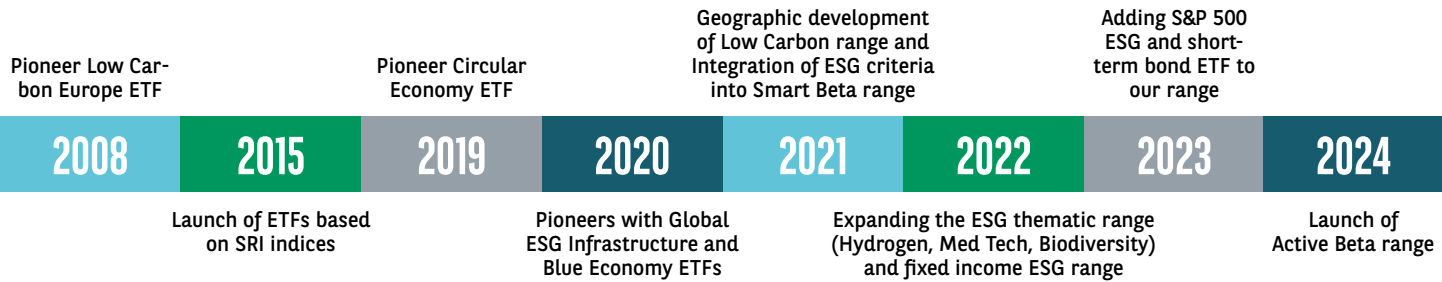 Pioneer Low Car-
bon Europe ETF
2008
2015
Launch of ETFs based
on SRI indices
Pioneer Circular
Economy ETF
2019
2020
Pioneers with Global
ESG Infrastructure and
Blue Economy ETFs
Geographic development
of Low Carbon range and
Integration of ESG criteria
into Smart Beta range
2021
2022
Expanding the ESG thematic range
(Hydrogen, Med Tech, Biodiversity)
and fixed income ESG range
Adding S&P 500
ESG and short-
term bond ETF to
our range
2023
2024
Launch of
Active Beta range